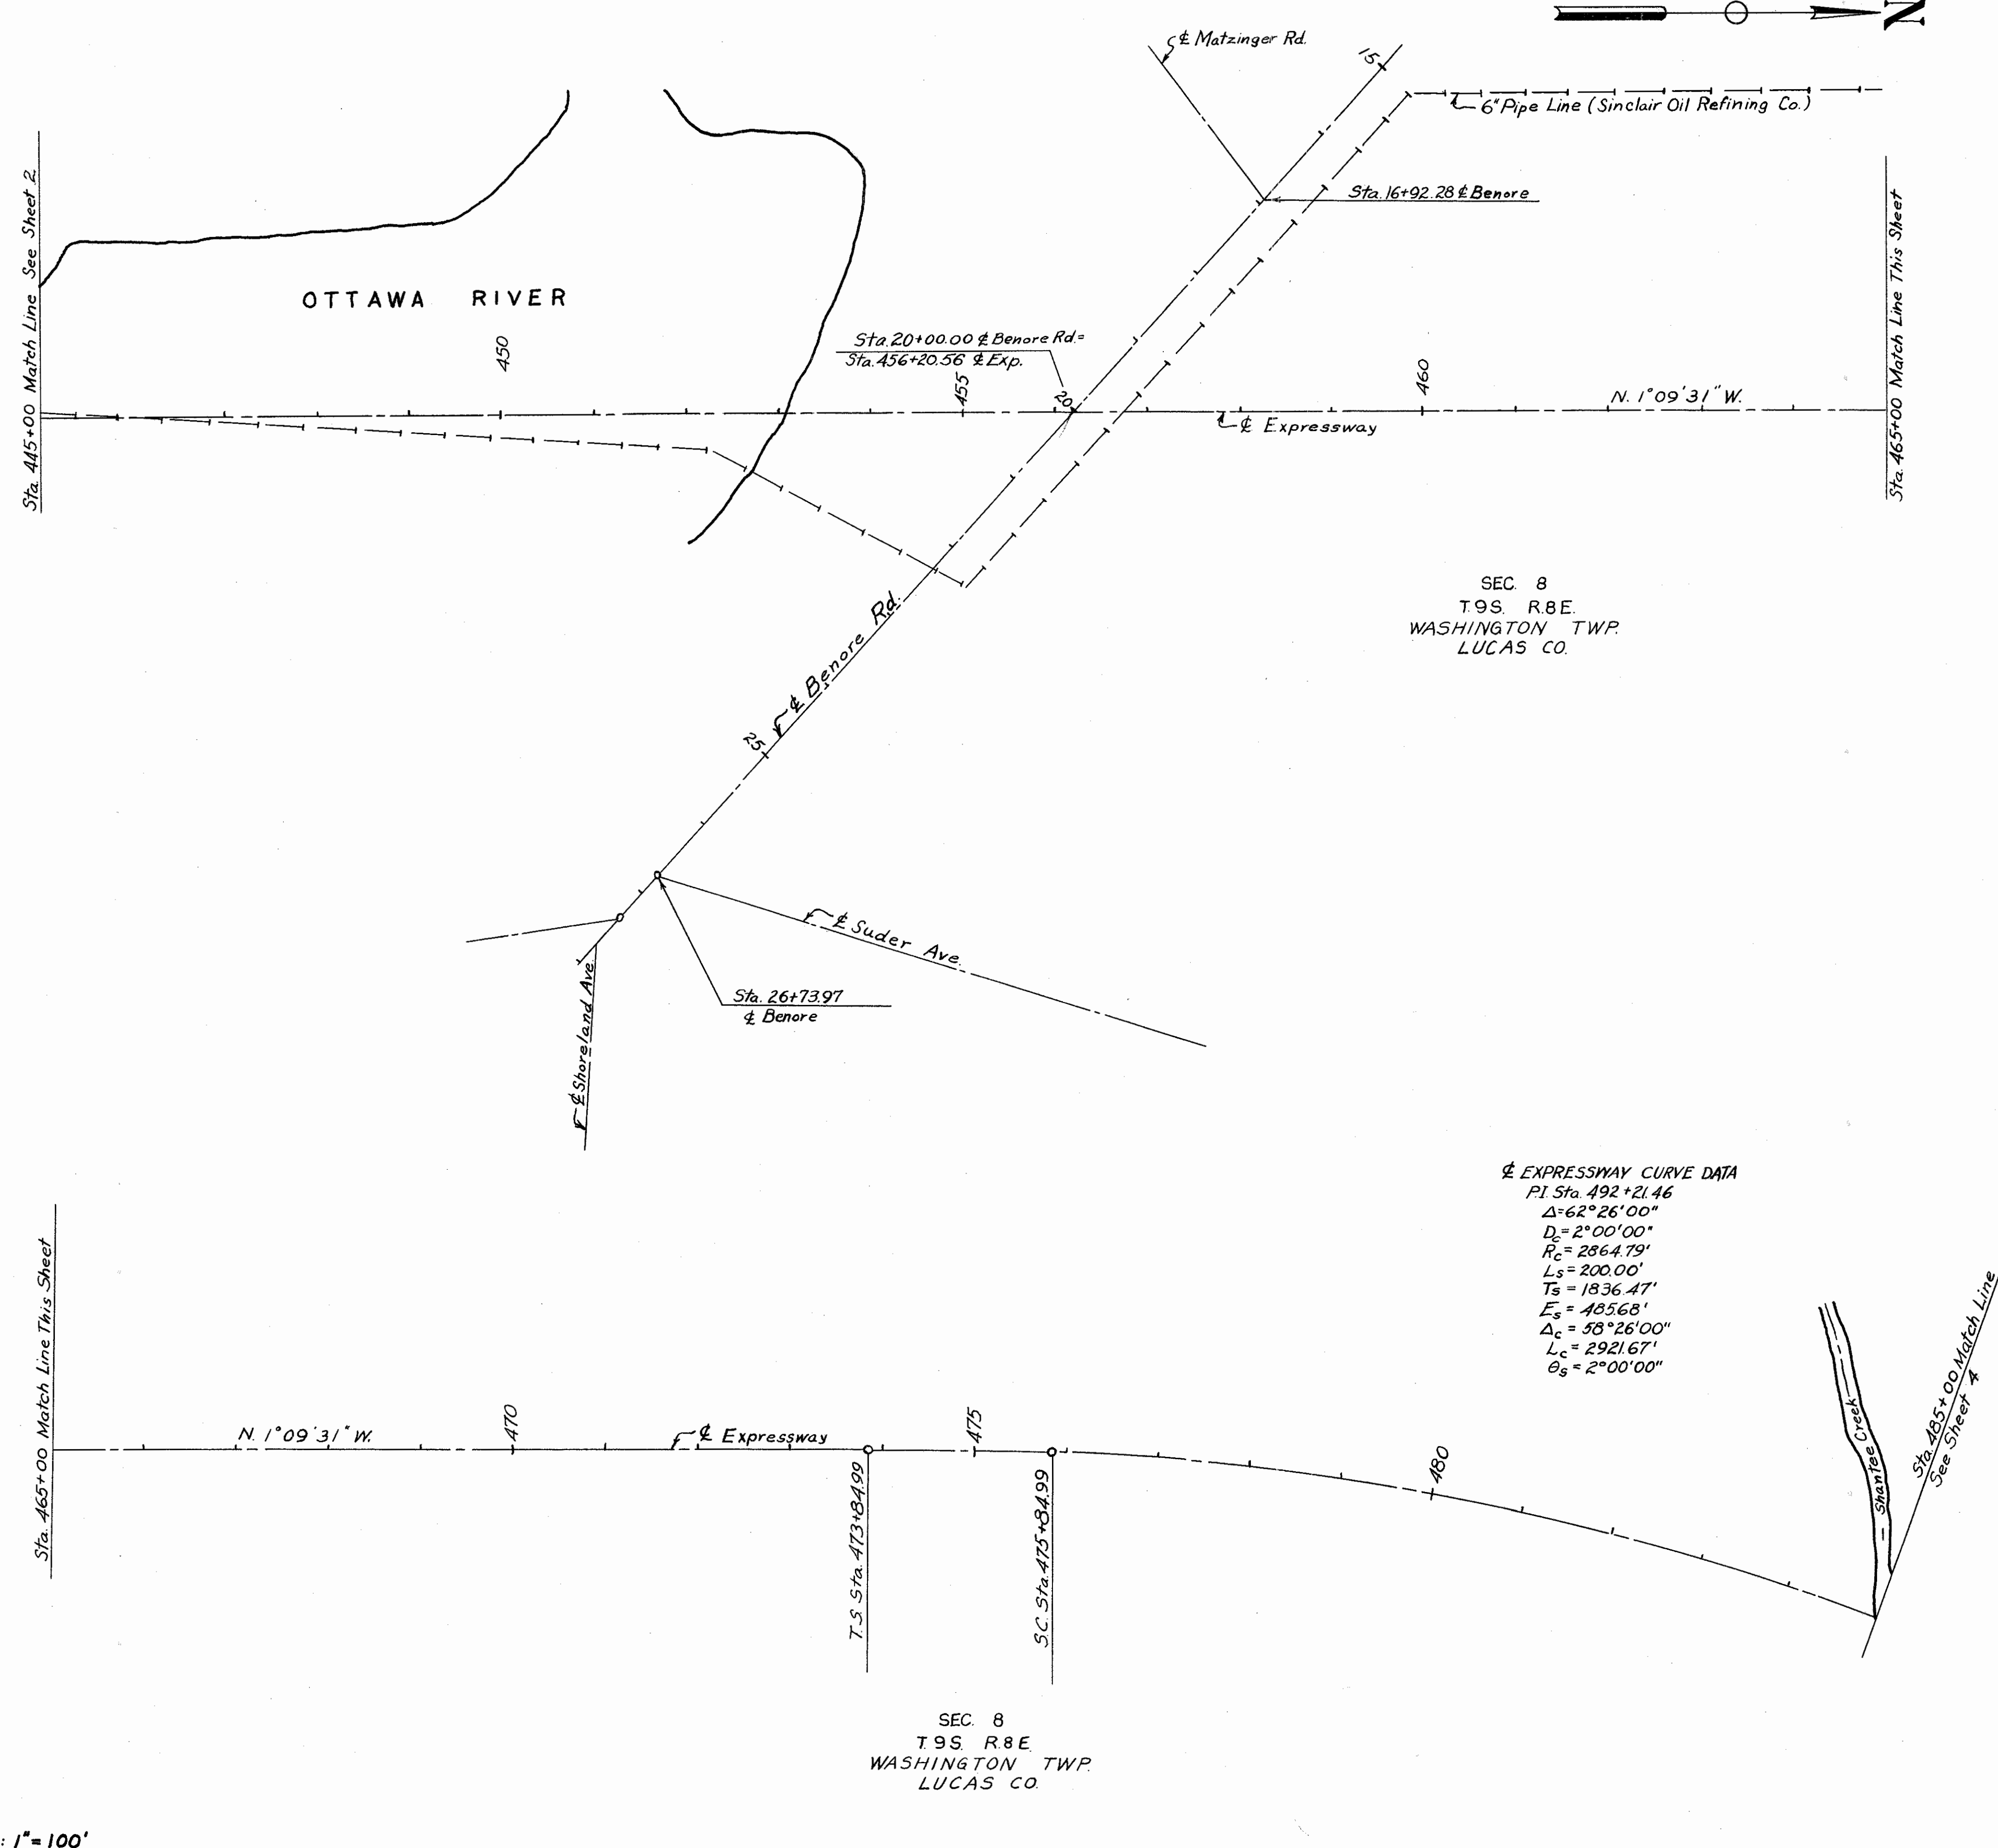 N
℄ Matzinger Rd.
15
6" Pipe Line (Sinclair Oil Refining Co.)
Sta. 16+92.28 ℄ Benore
Sta. 445+00 Match Line See Sheet 2
OTTAWA RIVER
450
Sta. 20+00.00 ℄ Benore Rd.=
Sta. 456+20.56 ℄ Exp.
455
20
460
N. 1°09'31" W.
℄ Expressway
Sta. 465+00 Match Line This Sheet
SEC. 8
T.9S. R.8E.
WASHINGTON TWP.
LUCAS CO.
℄ Benore Rd.
25
℄ Suder Ave.
Sta. 26+73.97
℄ Benore
℄ Shoreland Ave.
℄ EXPRESSWAY CURVE DATA
P.I. Sta. 492+21.46
Δ=62°26'00"
Dc=2°00'00"
Rc=2864.79'
Ls=200.00'
Ts=1836.47'
Es=485.68'
Δc=58°26'00"
Lc=2921.67'
θs=2°00'00"
Sta. 465+00 Match Line This Sheet
N. 1°09'31" W.
470
℄ Expressway
T.S. Sta. 473+84.99
475
S.C. Sta. 475+84.99
480
Shantee Creek
Sta. 485+00 Match Line
See Sheet 4
SEC. 8
T.9S. R.8E.
WASHINGTON TWP.
LUCAS CO.
: 1"=100'